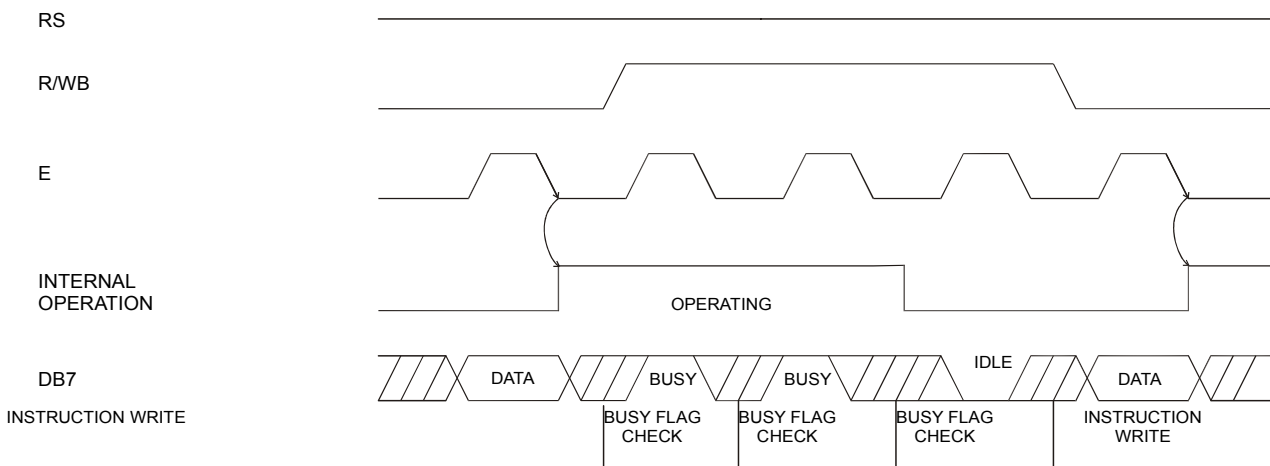 RS
R/WB
E
INTERNAL
OPERATION
OPERATING
IDLE
DB7
DATA
BUSY
BUSY
DATA
INSTRUCTION WRITE
BUSY FLAG
CHECK
BUSY FLAG
CHECK
BUSY FLAG
CHECK
INSTRUCTION
WRITE